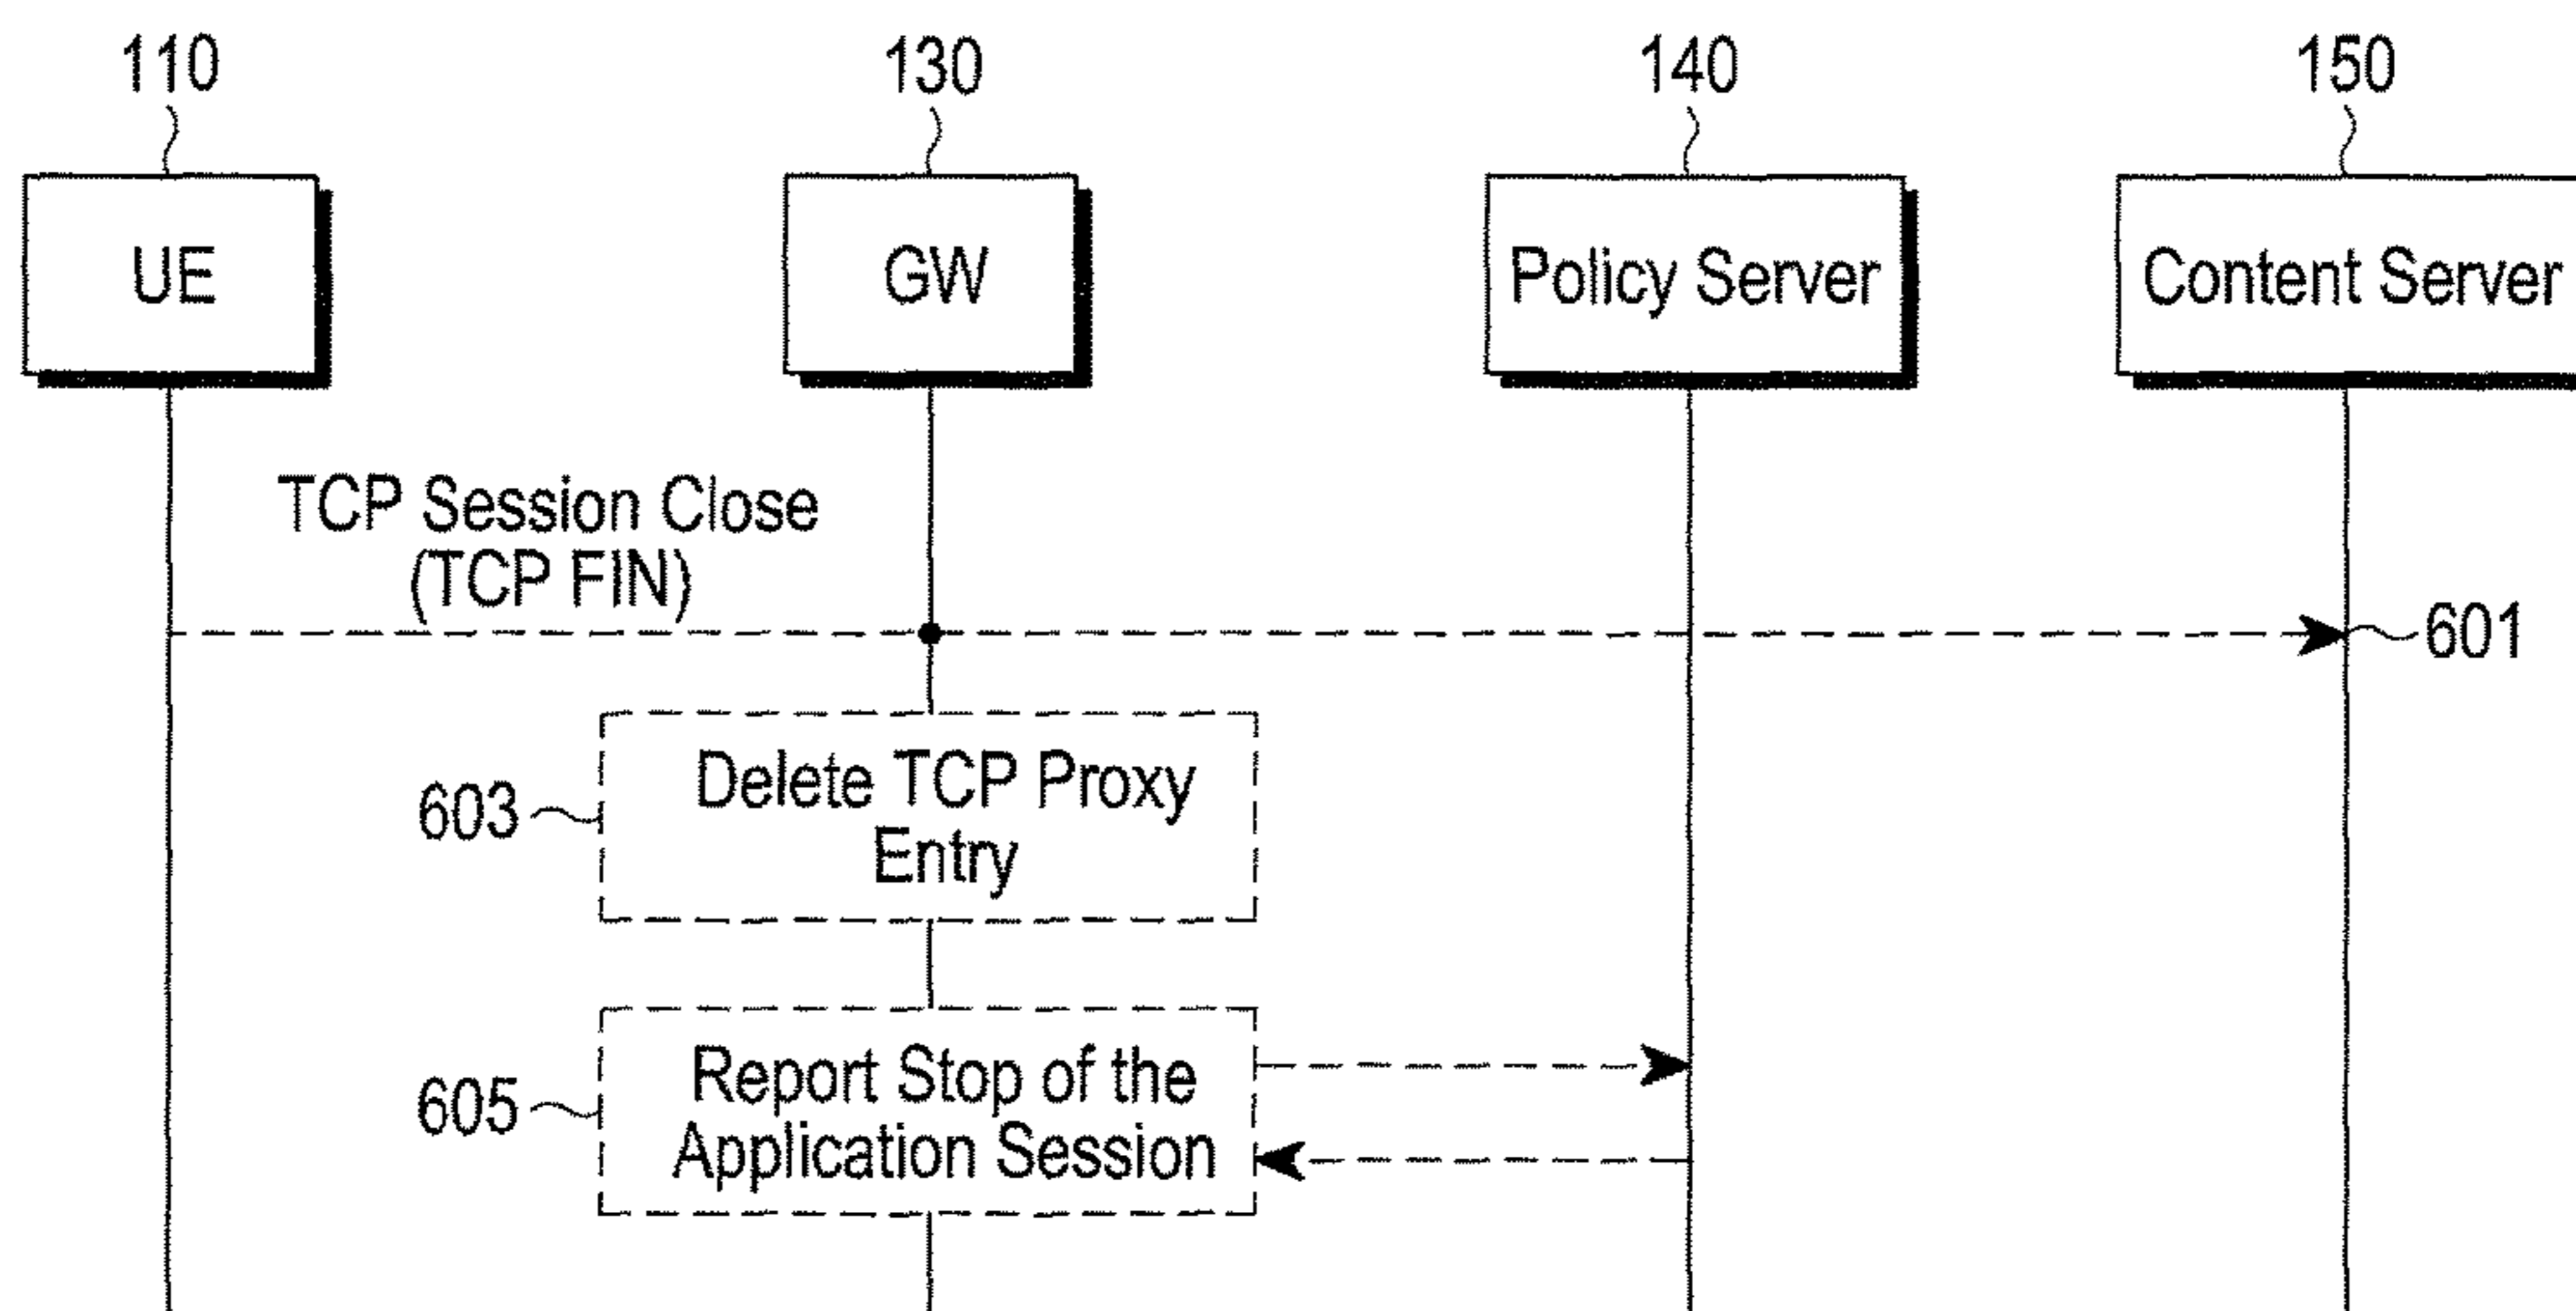 110
130
140
150
UE
GW
Policy Server
Content Server
TCP Session Close
(TCP FIN)
601
603
Delete TCP Proxy
Entry
605
Report Stop of the
Application Session